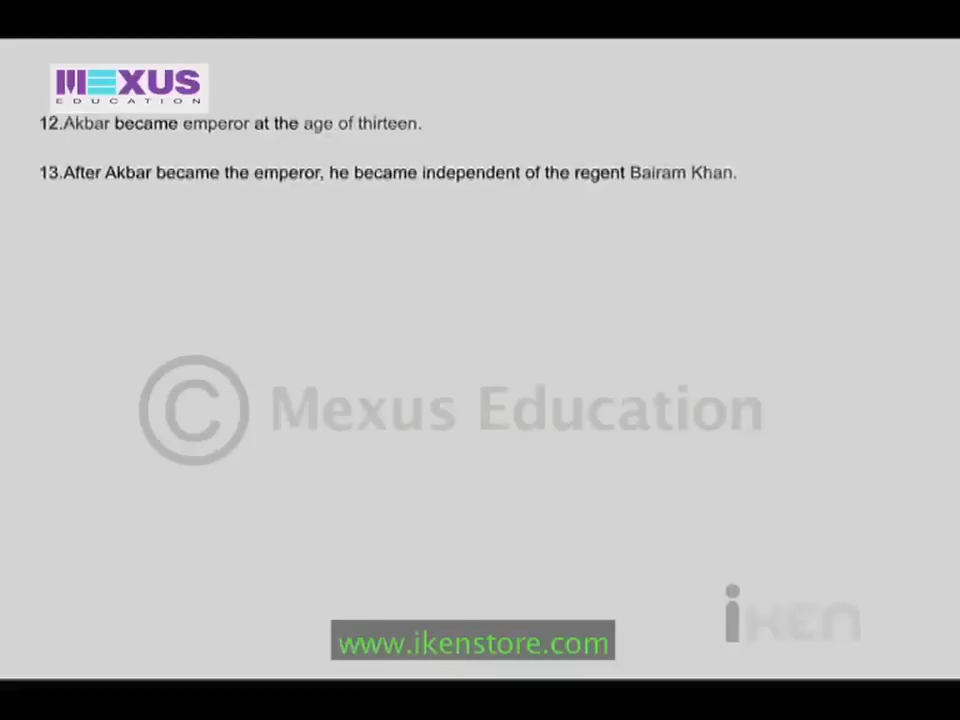 MEXUS
EDUCATION
12.Akbar became emperor at the age of thirteen.
13.After Akbar became the emperor, he became independent of the regent Bairam Khan.
© Mexus Education
iKEN
www.ikenstore.com